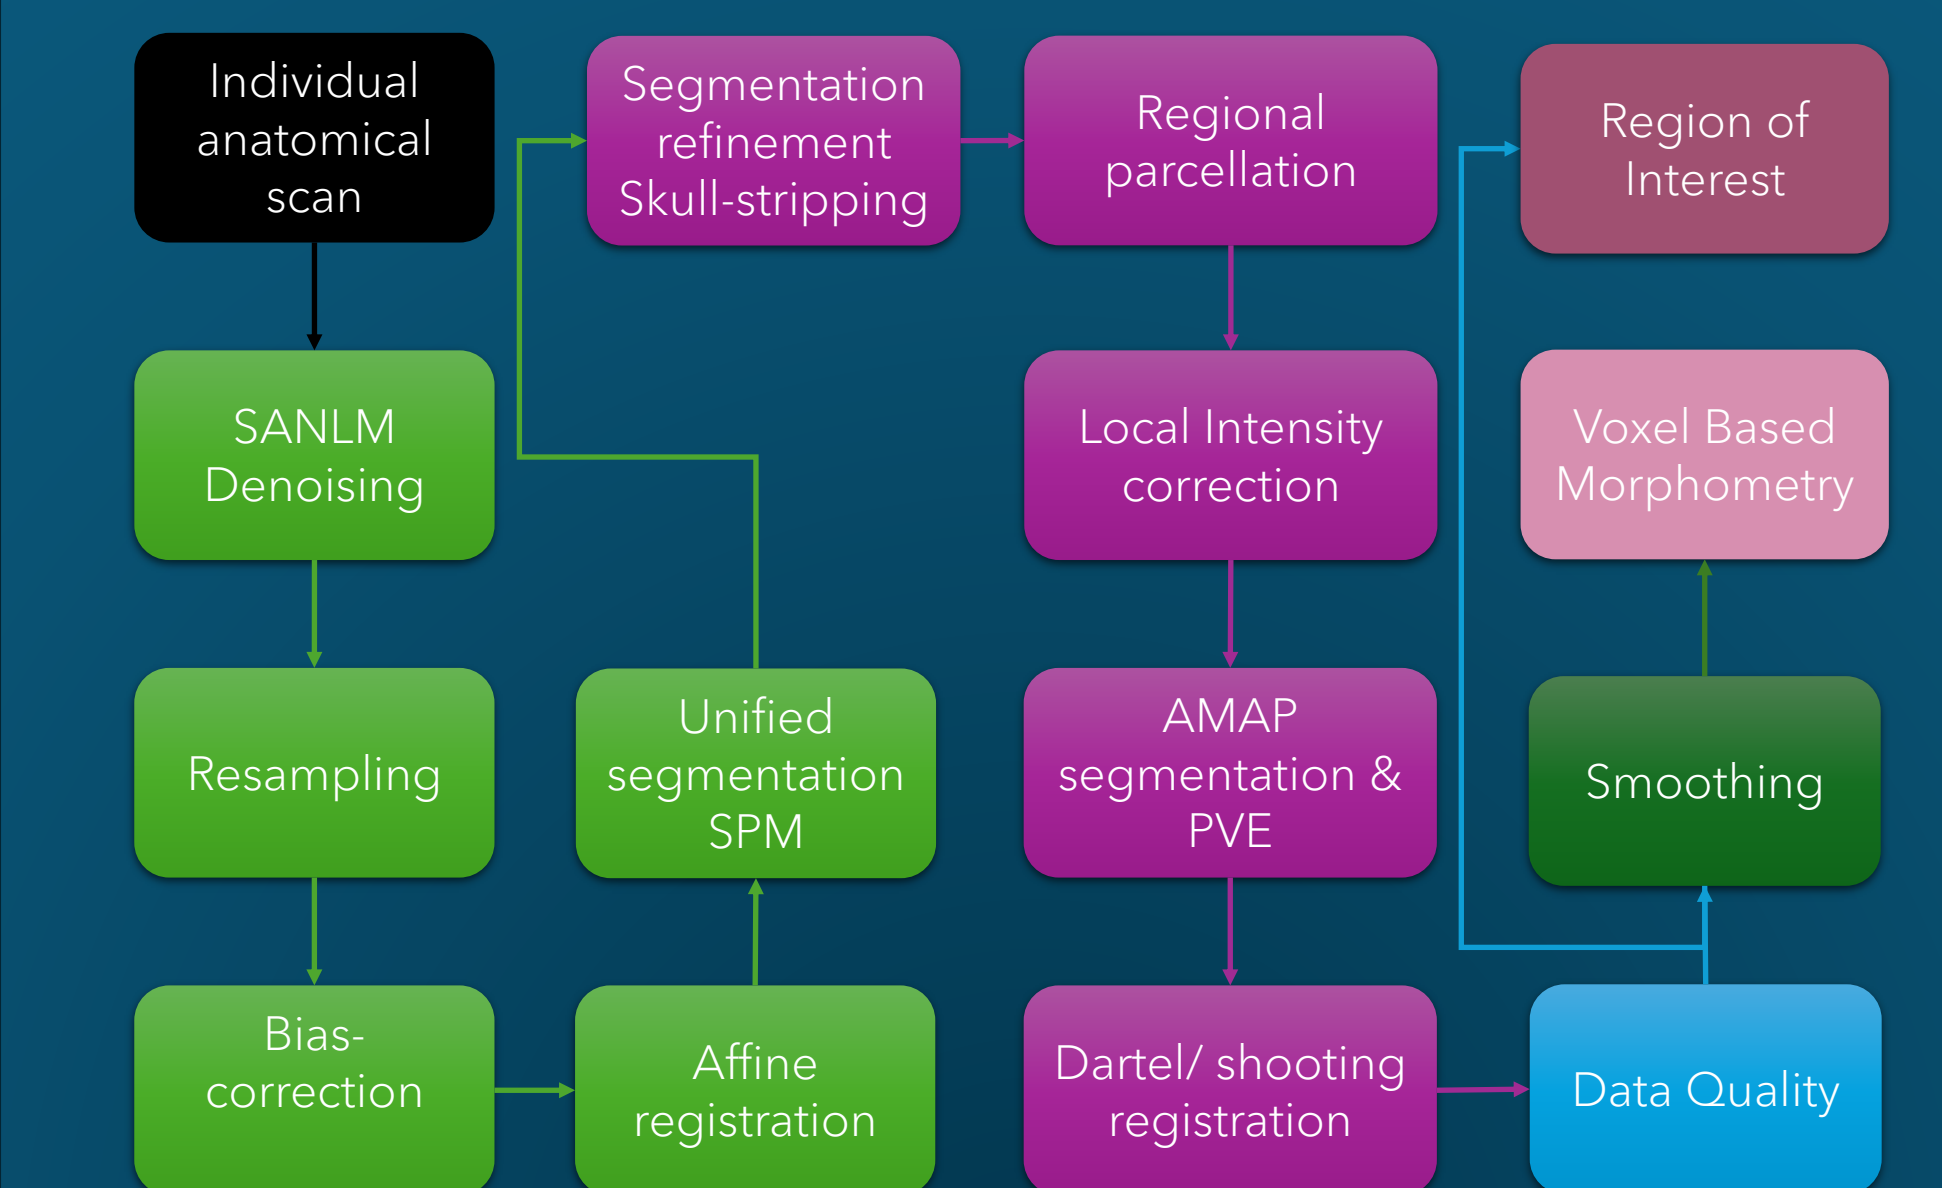 Individual
anatomical
scan
SANLM
Denoising
Resampling
Bias-
correction
Affine
registration
Unified
segmentation
SPM
Segmentation
refinement
Skull-stripping
Regional
parcellation
Local Intensity
correction
AMAP
segmentation &
PVE
Dartel/ shooting
registration
Data Quality
Smoothing
Voxel Based
Morphometry
Region of
Interest